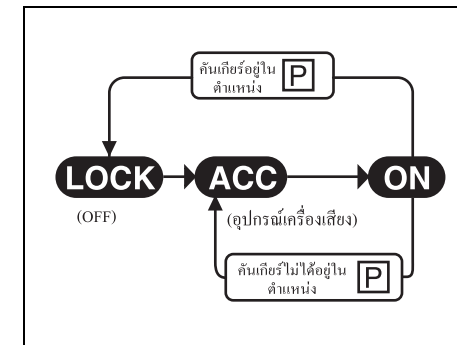 คันเกียร์อยู่ใน P
ตำแหน่ง
LOCK ACC ON
(OFF) (อุปกรณ์เครื่องเสียง)
คันเกียร์ไม่ได้อยู่ใน P
ตำแหน่ง